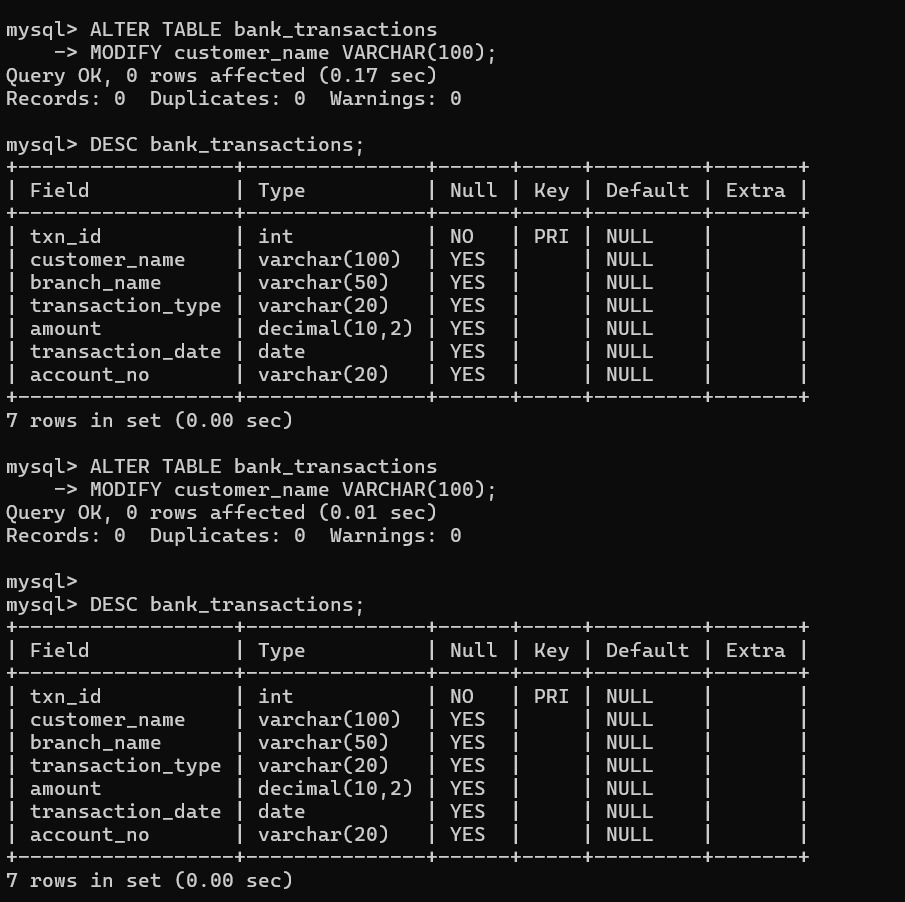 mysql> ALTER TABLE bank_transactions
    -> MODIFY customer_name VARCHAR(100);
Query OK, 0 rows affected (0.17 sec)
Records: 0  Duplicates: 0  Warnings: 0
mysql> DESC bank_transactions;
+------------------+---------------+------+-----+---------+-------+
| Field            | Type          | Null | Key | Default | Extra |
+------------------+---------------+------+-----+---------+-------+
| txn_id           | int           | NO   | PRI | NULL    |       |
| customer_name    | varchar(100)  | YES  |     | NULL    |       |
| branch_name      | varchar(50)   | YES  |     | NULL    |       |
| transaction_type | varchar(20)   | YES  |     | NULL    |       |
| amount           | decimal(10,2) | YES  |     | NULL    |       |
| transaction_date | date          | YES  |     | NULL    |       |
| account_no       | varchar(20)   | YES  |     | NULL    |       |
+------------------+---------------+------+-----+---------+-------+
7 rows in set (0.00 sec)
mysql> ALTER TABLE bank_transactions
    -> MODIFY customer_name VARCHAR(100);
Query OK, 0 rows affected (0.01 sec)
Records: 0  Duplicates: 0  Warnings: 0
mysql>
mysql> DESC bank_transactions;
+------------------+---------------+------+-----+---------+-------+
| Field            | Type          | Null | Key | Default | Extra |
+------------------+---------------+------+-----+---------+-------+
| txn_id           | int           | NO   | PRI | NULL    |       |
| customer_name    | varchar(100)  | YES  |     | NULL    |       |
| branch_name      | varchar(50)   | YES  |     | NULL    |       |
| transaction_type | varchar(20)   | YES  |     | NULL    |       |
| amount           | decimal(10,2) | YES  |     | NULL    |       |
| transaction_date | date          | YES  |     | NULL    |       |
| account_no       | varchar(20)   | YES  |     | NULL    |       |
+------------------+---------------+------+-----+---------+-------+
7 rows in set (0.00 sec)